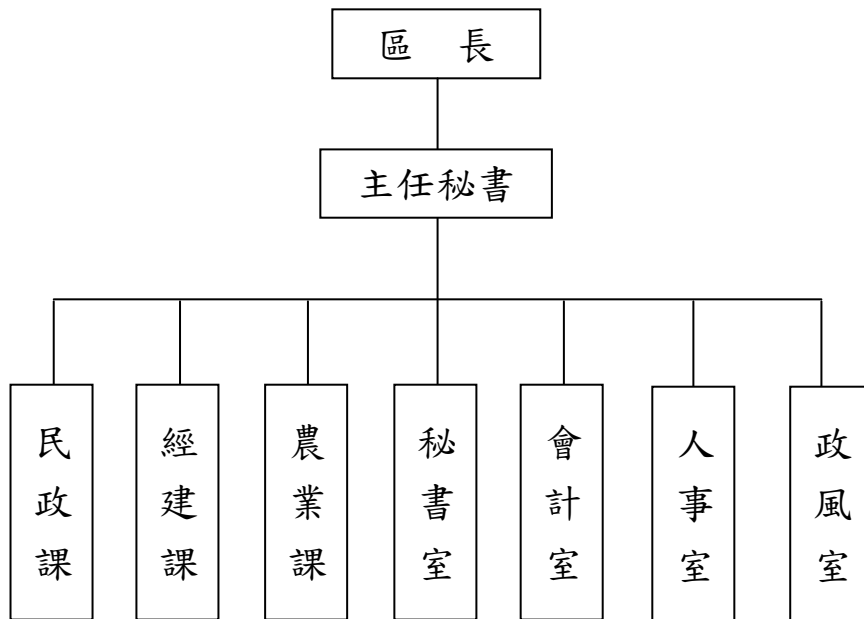 區 長
主任秘書
民政課
經建課
農業課
秘書室
會計室
人事室
政風室